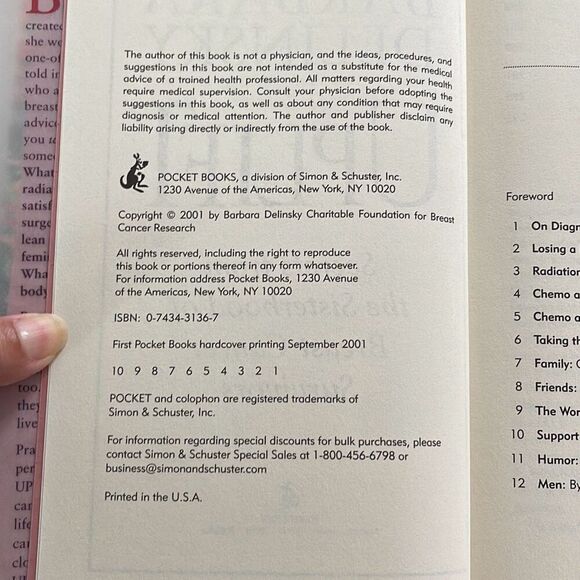 The author of this book is not a physician, and the ideas, procedures, and
suggestions in this book are not intended as a substitute for the medical
advice of a trained health professional. All matters regarding your health
require medical supervision. Consult your physician before adopting the
suggestions in this book, as well as about any condition that may require
diagnosis or medical attention. The author and publisher disclaim any
liability arising directly or indirectly from the use of the book.
POCKET BOOKS, a division of Simon & Schuster, Inc.
1230 Avenue of the Americas, New York, NY 10020
Copyright © 2001 by Barbara Delinsky Charitable Foundation for Breast
Cancer Research
All rights reserved, including the right to reproduce
this book or portions thereof in any form whatsoever.
For information address Pocket Books, 1230 Avenue
of the Americas, New York, NY 10020
ISBN: 0-7434-3136-7
First Pocket Books hardcover printing September 2001
10 9 8 7 6 5 4 3 2 1
POCKET and colophon are registered trademarks of
Simon & Schuster, Inc.
For information regarding special discounts for bulk purchases, please
contact Simon & Schuster Special Sales at 1-800-456-6798 or
business@simonandschuster.com
Printed in the U.S.A.
Foreword
1 On Diagn
2 Losing a
3 Radiation
4 Chemo a
5 Chemo a
6 Taking th
7 Family:
8 Friends:
9 The Wor
10 Support
11 Humor:
12 Men: By